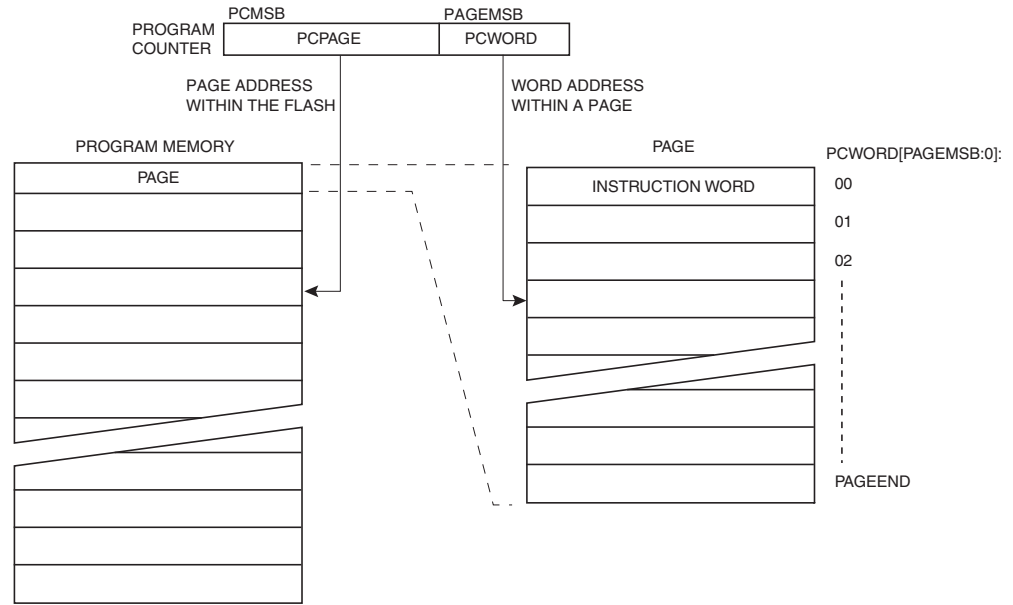 PCMSB
PAGEMSB
PROGRAM
COUNTER
PCPAGE
PCWORD
PAGE ADDRESS
WITHIN THE FLASH
WORD ADDRESS
WITHIN A PAGE
PROGRAM MEMORY
PAGE
PAGE
INSTRUCTION WORD
PCWORD[PAGEMSB:0]:
00
01
02
PAGEEND